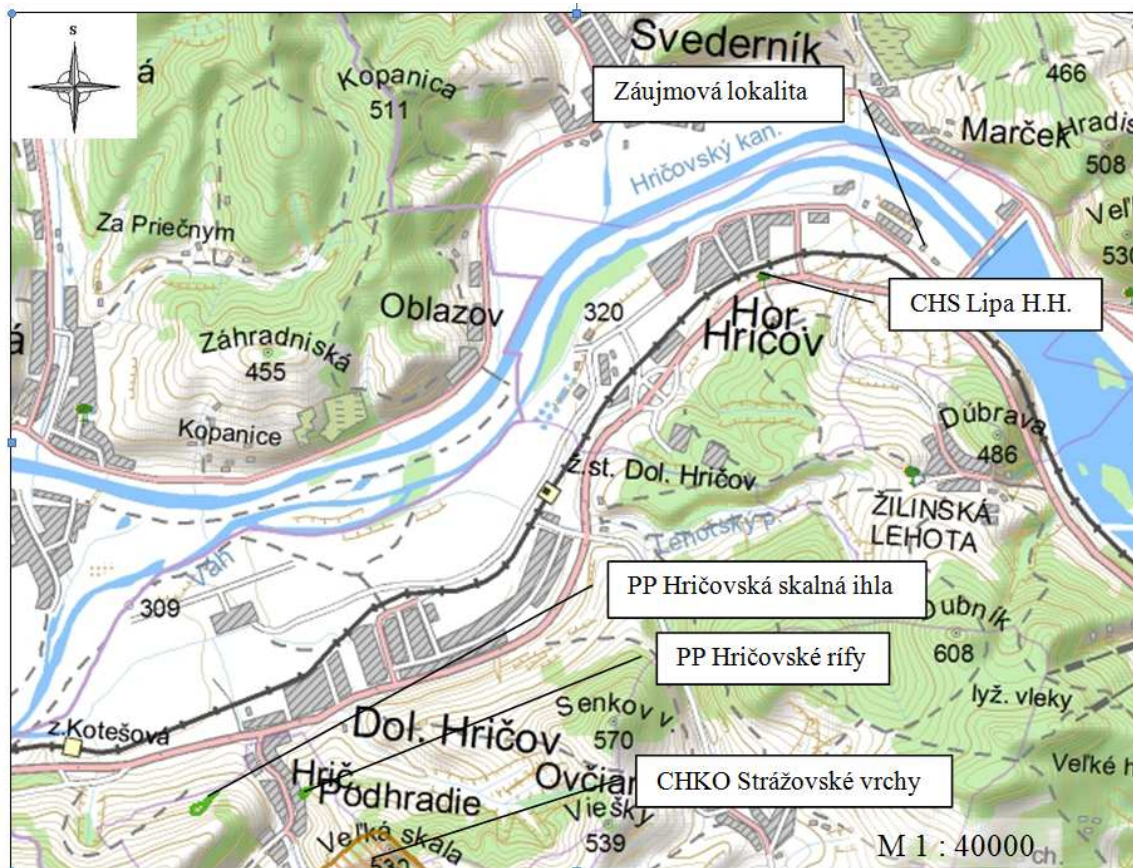 S
Svederník
Kopanica
511
á
466
Záujmová lokalita
Marček
Hradis
508
Hričovský kan.
Veľ
530
Za Priečnym
CHS Lipa H.H.
Oblazov
320
Hor.
Hričov
á
Záhradniská
455
Kopanice
Dúbrava
486
ž.st. Dol. Hričov
ŽILINSKÁ
LEHOTA
Lehotský p.
Váh
309
PP Hričovská skalná ihla
Dubník
608
PP Hričovské rífy
lyž. vleky
Senkov v.
570
z.Kotešová
Dol. Hričov
Veľké h
Hrič.
Podhradie
Ovčiar
CHKO Strážovské vrchy
Viešky
539
Veľká skala
M 1 : 40000
ch.